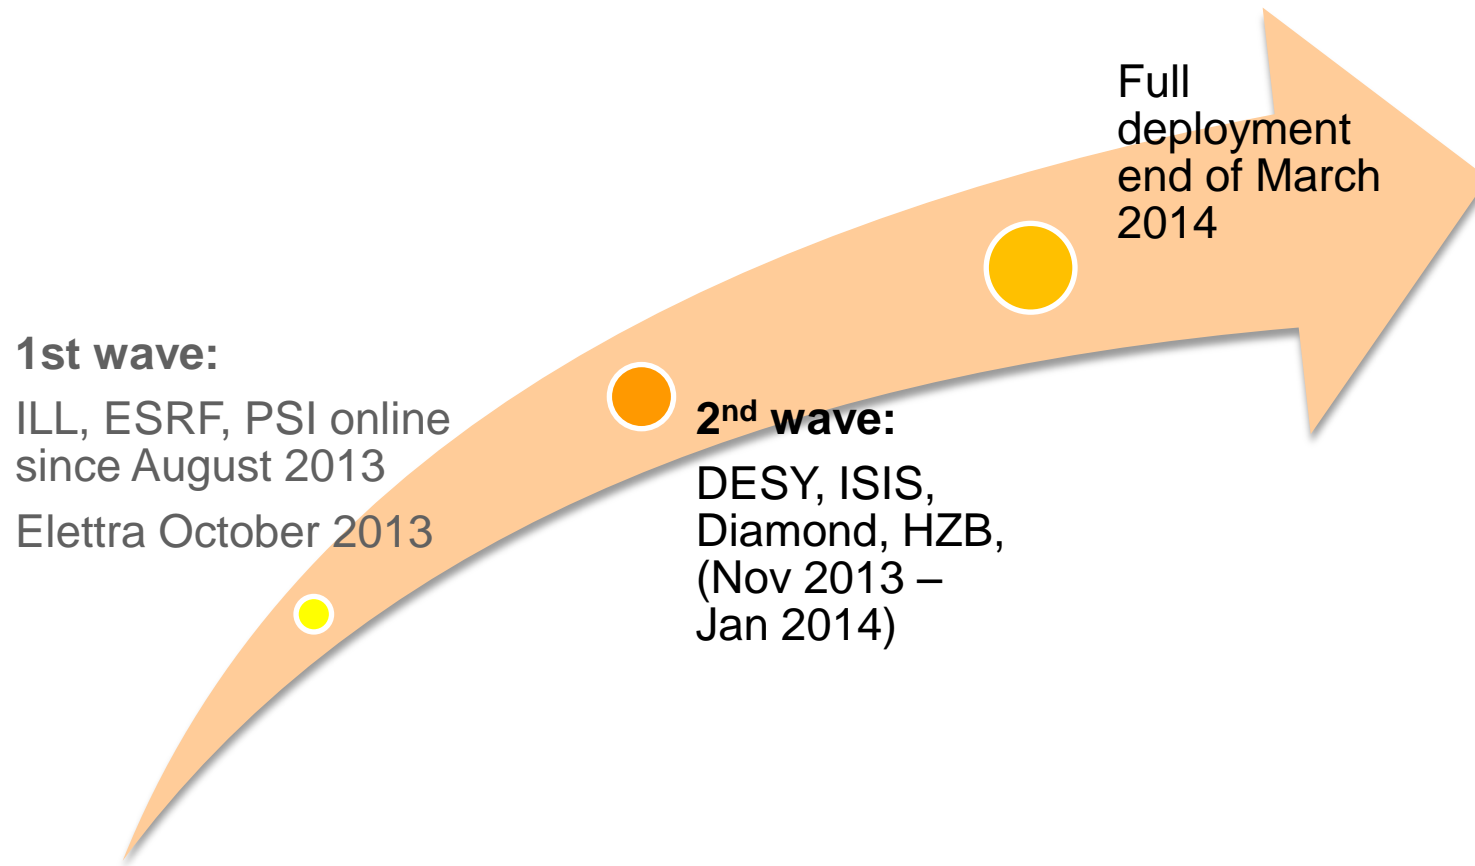 1st wave:
ILL, ESRF, PSI online
since August 2013
Elettra October 2013
2nd wave:
DESY, ISIS,
Diamond, HZB,
(Nov 2013 –
Jan 2014)
Full
deployment
end of March
2014